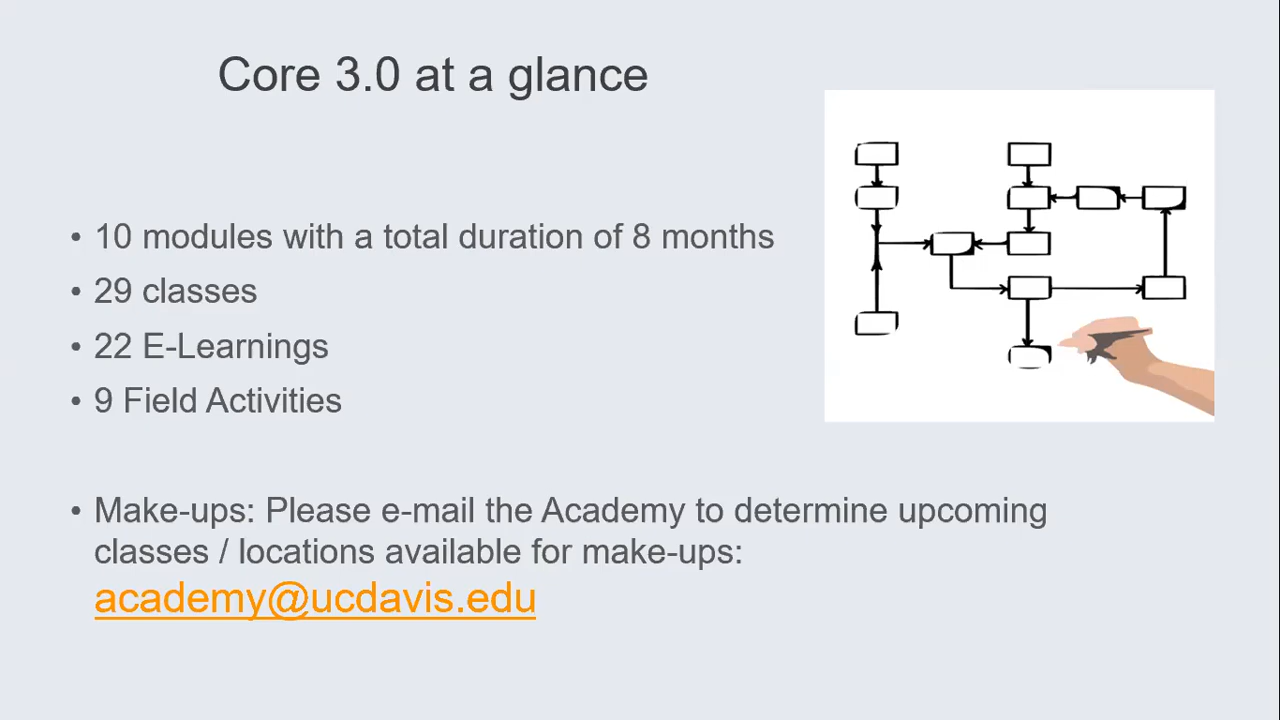 Core 3.0 at a glance
• 10 modules with a total duration of 8 months
• 29 classes
• 22 E-Learnings
• 9 Field Activities
• Make-ups: Please e-mail the Academy to determine upcoming
classes / locations available for make-ups:
academy@ucdavis.edu